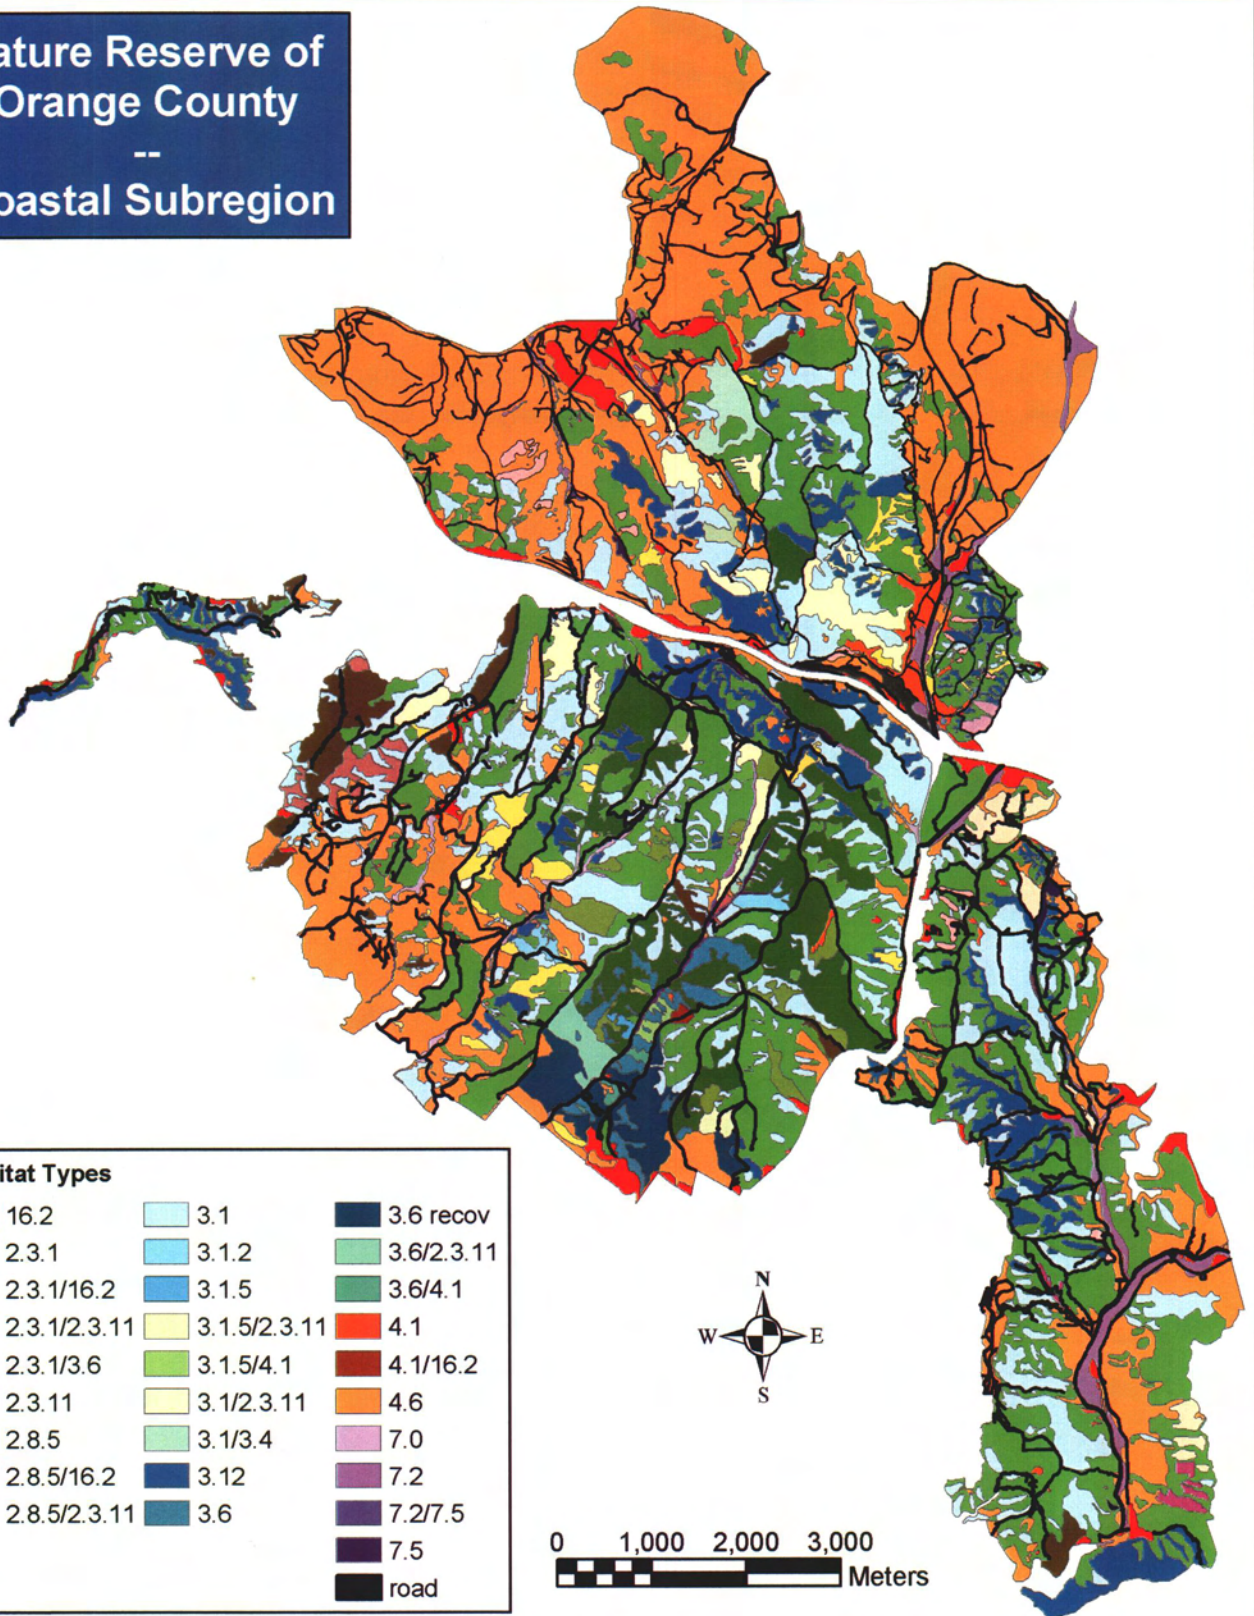 ature Reserve of
Orange County
--
oastal Subregion
itat Types
16.2
2.3.1
2.3.1/16.2
2.3.1/2.3.11
2.3.1/3.6
2.3.11
2.8.5
2.8.5/16.2
2.8.5/2.3.11
3.1
3.1.2
3.1.5
3.1.5/2.3.11
3.1.5/4.1
3.1/2.3.11
3.1/3.4
3.12
3.6
3.6 recov
3.6/2.3.11
3.6/4.1
4.1
4.1/16.2
4.6
7.0
7.2
7.2/7.5
7.5
road
N
W E
S
0 1,000 2,000 3,000
Meters